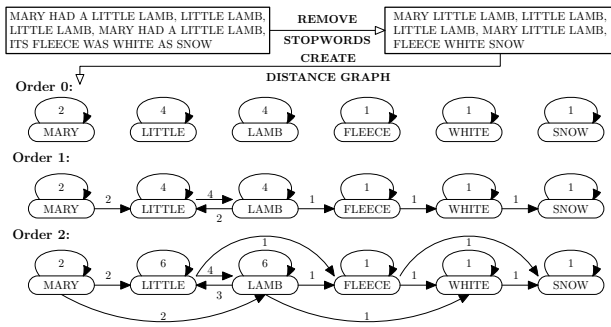 MARY HAD A LITTLE LAMB, LITTLE LAMB,
LITTLE LAMB, MARY HAD A LITTLE LAMB,
ITS FLEECE WAS WHITE AS SNOW
REMOVE
STOPWORDS
MARY LITTLE LAMB, LITTLE LAMB,
LITTLE LAMB, MARY LITTLE LAMB,
FLEECE WHITE SNOW
CREATE
DISTANCE GRAPH
Order 0:
2 4 4 1 1 1
MARY LITTLE LAMB FLEECE WHITE SNOW
Order 1:
2 4 4 1 1 1
2 4 1 1 1
MARY LITTLE LAMB FLEECE WHITE SNOW
2
Order 2:
1 1
2 6 6 1 1 1
2 4 1 1 1
MARY LITTLE LAMB FLEECE WHITE SNOW
3
2 1